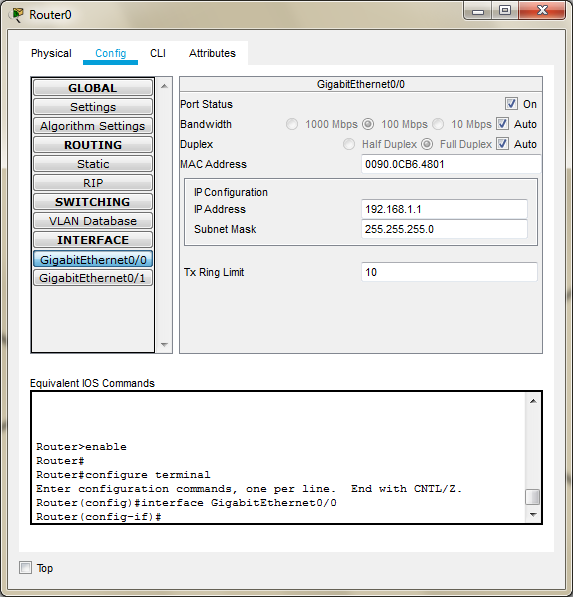 Router0
Physical Config CLI Attributes
GLOBAL
Settings
Algorithm Settings
ROUTING
Static
RIP
SWITCHING
VLAN Database
INTERFACE
GigabitEthernet0/0
GigabitEthernet0/1
GigabitEthernet0/0
Port Status On
Bandwidth 1000 Mbps 100 Mbps 10 Mbps Auto
Duplex Half Duplex Full Duplex Auto
MAC Address 0090.0CB6.4801
IP Configuration
IP Address 192.168.1.1
Subnet Mask 255.255.255.0
Tx Ring Limit 10
Equivalent IOS Commands
Router>enable
Router#
Router#configure terminal
Enter configuration commands, one per line. End with CNTL/Z.
Router(config)#interface GigabitEthernet0/0
Router(config-if)#
Top